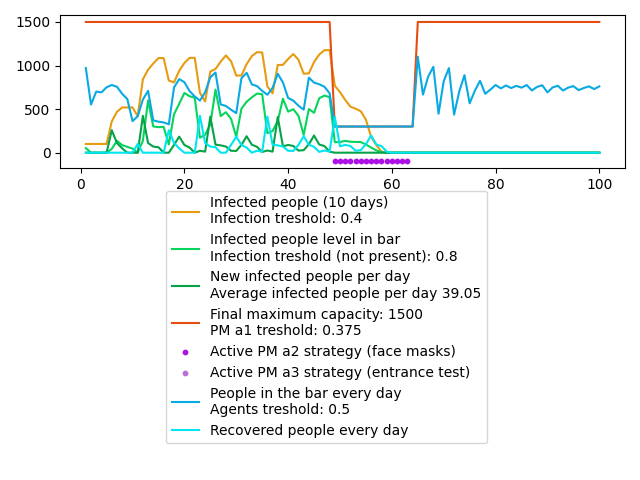 1500
1000
500
0
0 20 40 60 80 100
Infected people (10 days)
Infection treshold: 0.4
Infected people level in bar
Infection treshold (not present): 0.8
New infected people per day
Average infected people per day 39.05
Final maximum capacity: 1500
PM a1 treshold: 0.375
Active PM a2 strategy (face masks)
Active PM a3 strategy (entrance test)
People in the bar every day
Agents treshold: 0.5
Recovered people every day